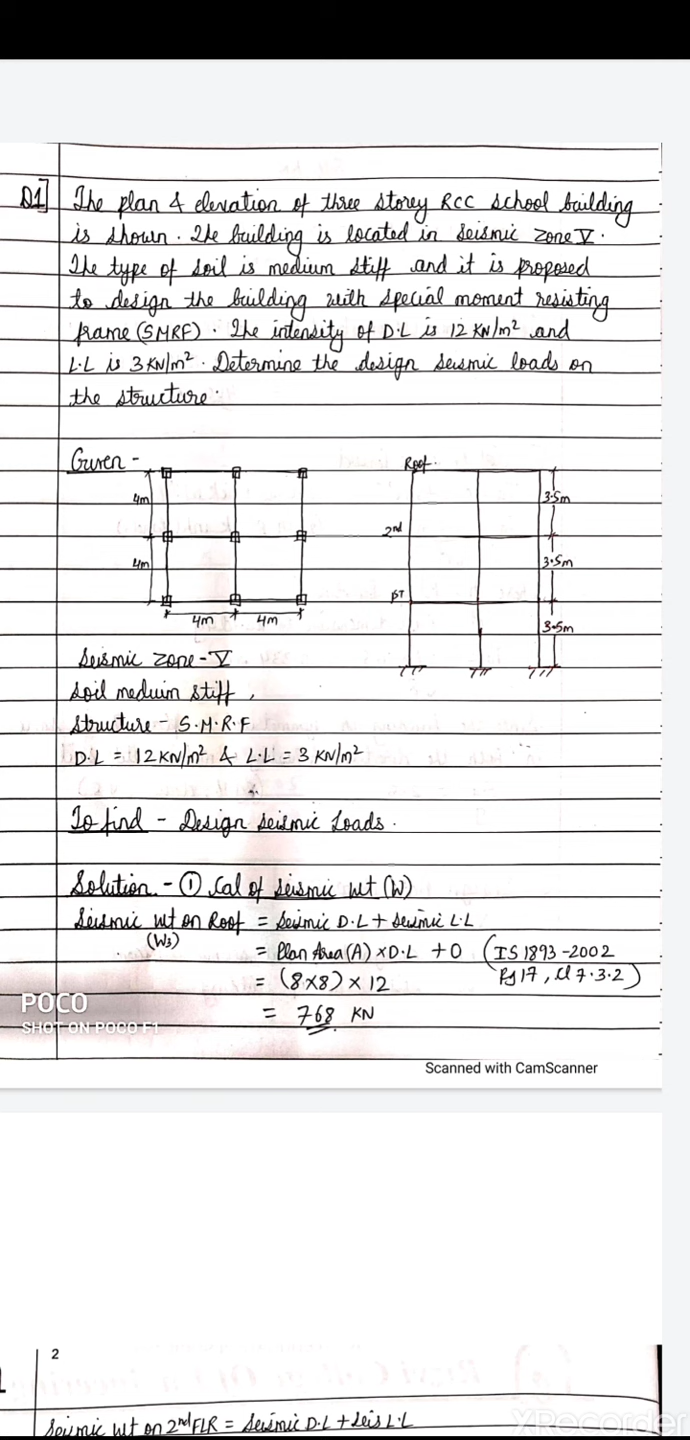 Q1] The plan & elevation of three storey RCC school building
is shown. The building is located in seismic zone V.
The type of soil is medium stiff and it is proposed
to design the building with special moment resisting
frame (SMRF). The intensity of D.L is 12 KN/m² and
L.L is 3 KN/m². Determine the design seismic loads on
the structure.
Given -
Roof.
4m
3.5m
2nd
4m
3.5m
1ST
4m 4m
3.5m
Seismic zone - V
Soil meduim stiff,
Structure - S.M.R.F
D.L = 12 KN/m² & L.L = 3 KN/m²
To find - Design seismic Loads.
Solution - ① Cal of seismic wt (W)
Seismic wt on Roof = Seismic D.L + seismic L.L
(W₃)
= Plan Area (A) × D.L + 0 (IS 1893-2002
= (8×8) × 12 Pg 17, Cl 7.3.2)
= 768 KN
POCO
SHOT ON POCO F1
Scanned with CamScanner
2
Seismic wt on 2nd FLR = Seismic D.L + Seis L.L
XRecorder